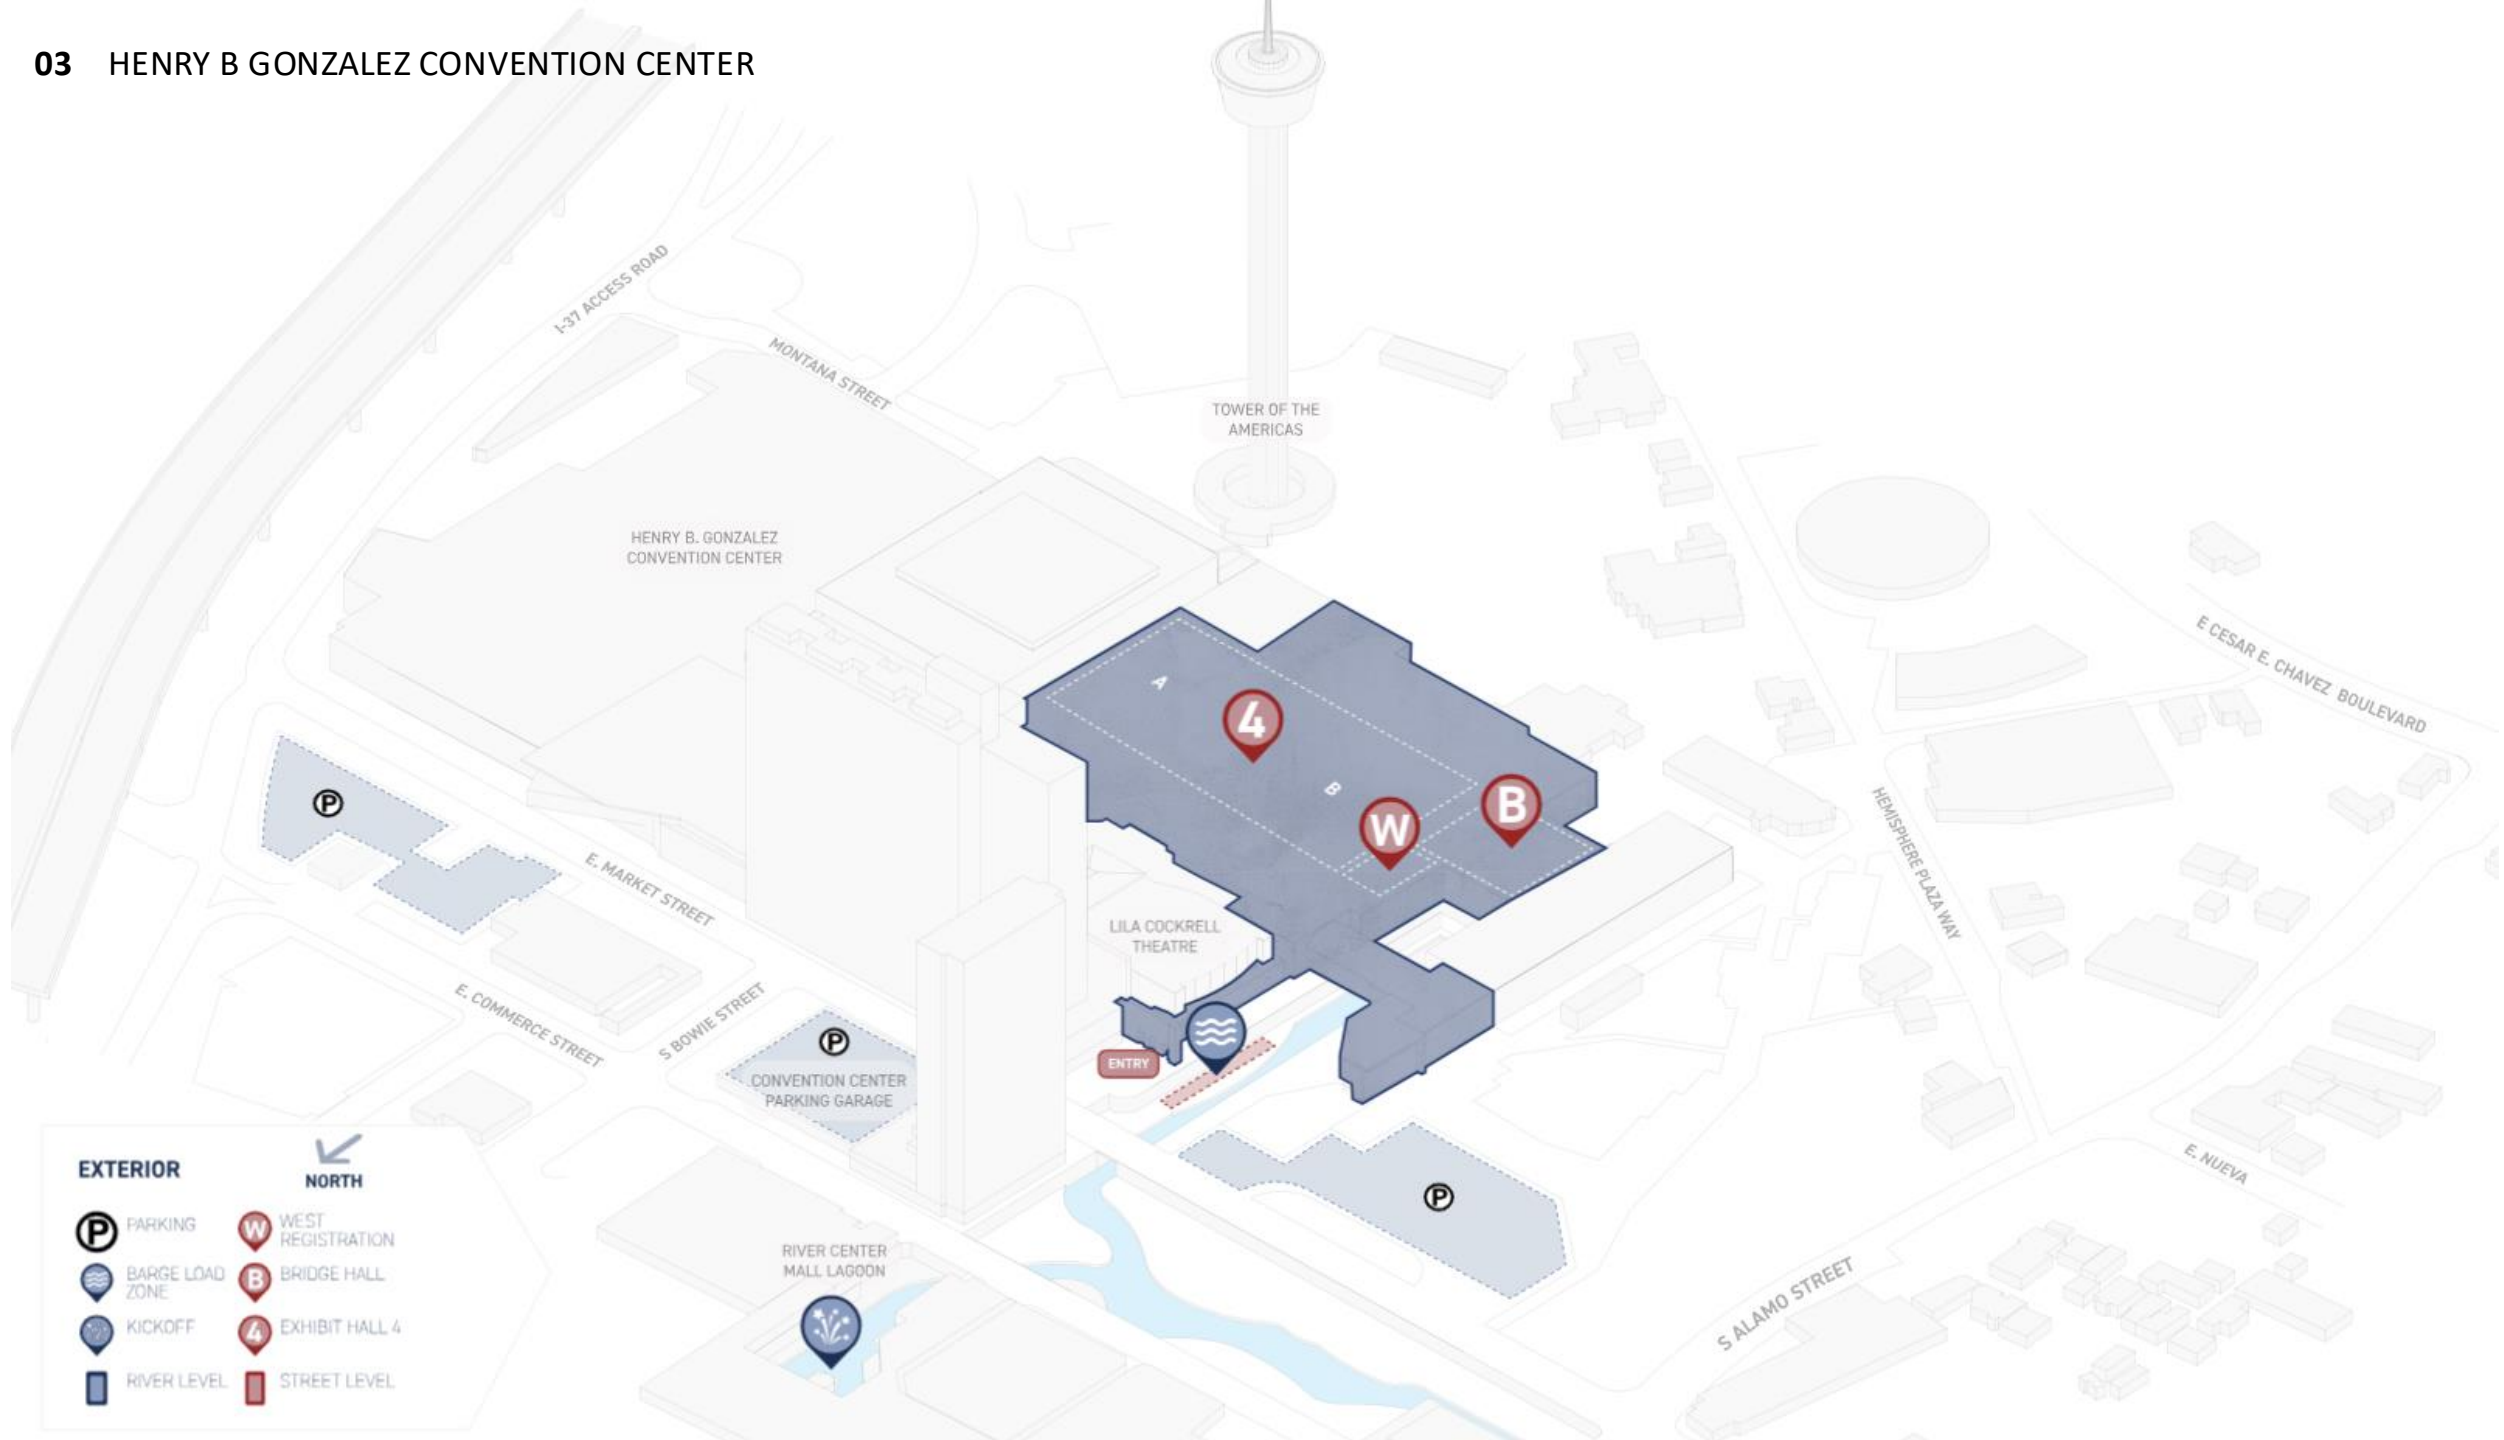 03 HENRY B GONZALEZ CONVENTION CENTER
I-37 ACCESS ROAD
MONTANA STREET
TOWER OF THE
AMERICAS
HENRY B. GONZALEZ
CONVENTION CENTER
E CESAR E. CHAVEZ BOULEVARD
A
4
B
W
B
HEMISPHERE PLAZA WAY
P
E. MARKET STREET
LILA COCKRELL
THEATRE
E. COMMERCE STREET
S BOWIE STREET
P
CONVENTION CENTER
PARKING GARAGE
ENTRY
P
E. NUEVA
S ALAMO STREET
RIVER CENTER
MALL LAGOON
EXTERIOR
NORTH
P PARKING
W WEST
REGISTRATION
BARGE LOAD
ZONE
B BRIDGE HALL
KICKOFF
4 EXHIBIT HALL 4
RIVER LEVEL
STREET LEVEL